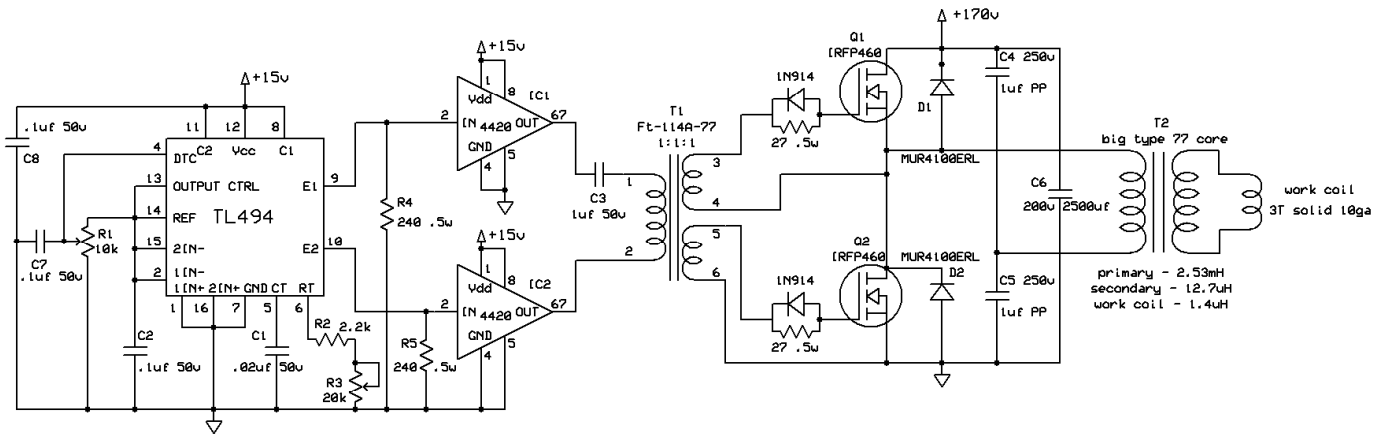 +15v
.1uf 50v
C8
11
12
8
C2
Vcc
C1
4
DTC
13
OUTPUT CTRL
14
REF
TL494
15
2IN-
2
1IN-
1IN+
2IN+
GND
CT
RT
1
16
7
5
6
E1
9
E2
10
C7
.1uf 50v
R1
10k
C2
.1uf 50v
C1
.02uf 50v
R2
2.2k
R3
20k
R4
240 .5w
R5
240 .5w
+15v
1
8
Vdd
IC1
2
IN 4420 OUT
67
GND
4
5
+15v
1
8
Vdd
IC2
2
IN 4420 OUT
67
GND
4
5
C3
1uf 50v
T1
Ft-114A-77
1:1:1
1
2
3
4
5
6
1N914
27 .5w
1N914
27 .5w
Q1
IRFP460
Q2
IRFP460
+170v
D1
MUR4100ERL
MUR4100ERL
D2
C4 250v
1uf PP
C5 250v
1uf PP
C6
200v 2500uf
T2
big type 77 core
work coil
3T solid 10ga
primary - 2.53mH
secondary - 12.7uH
work coil - 1.4uH